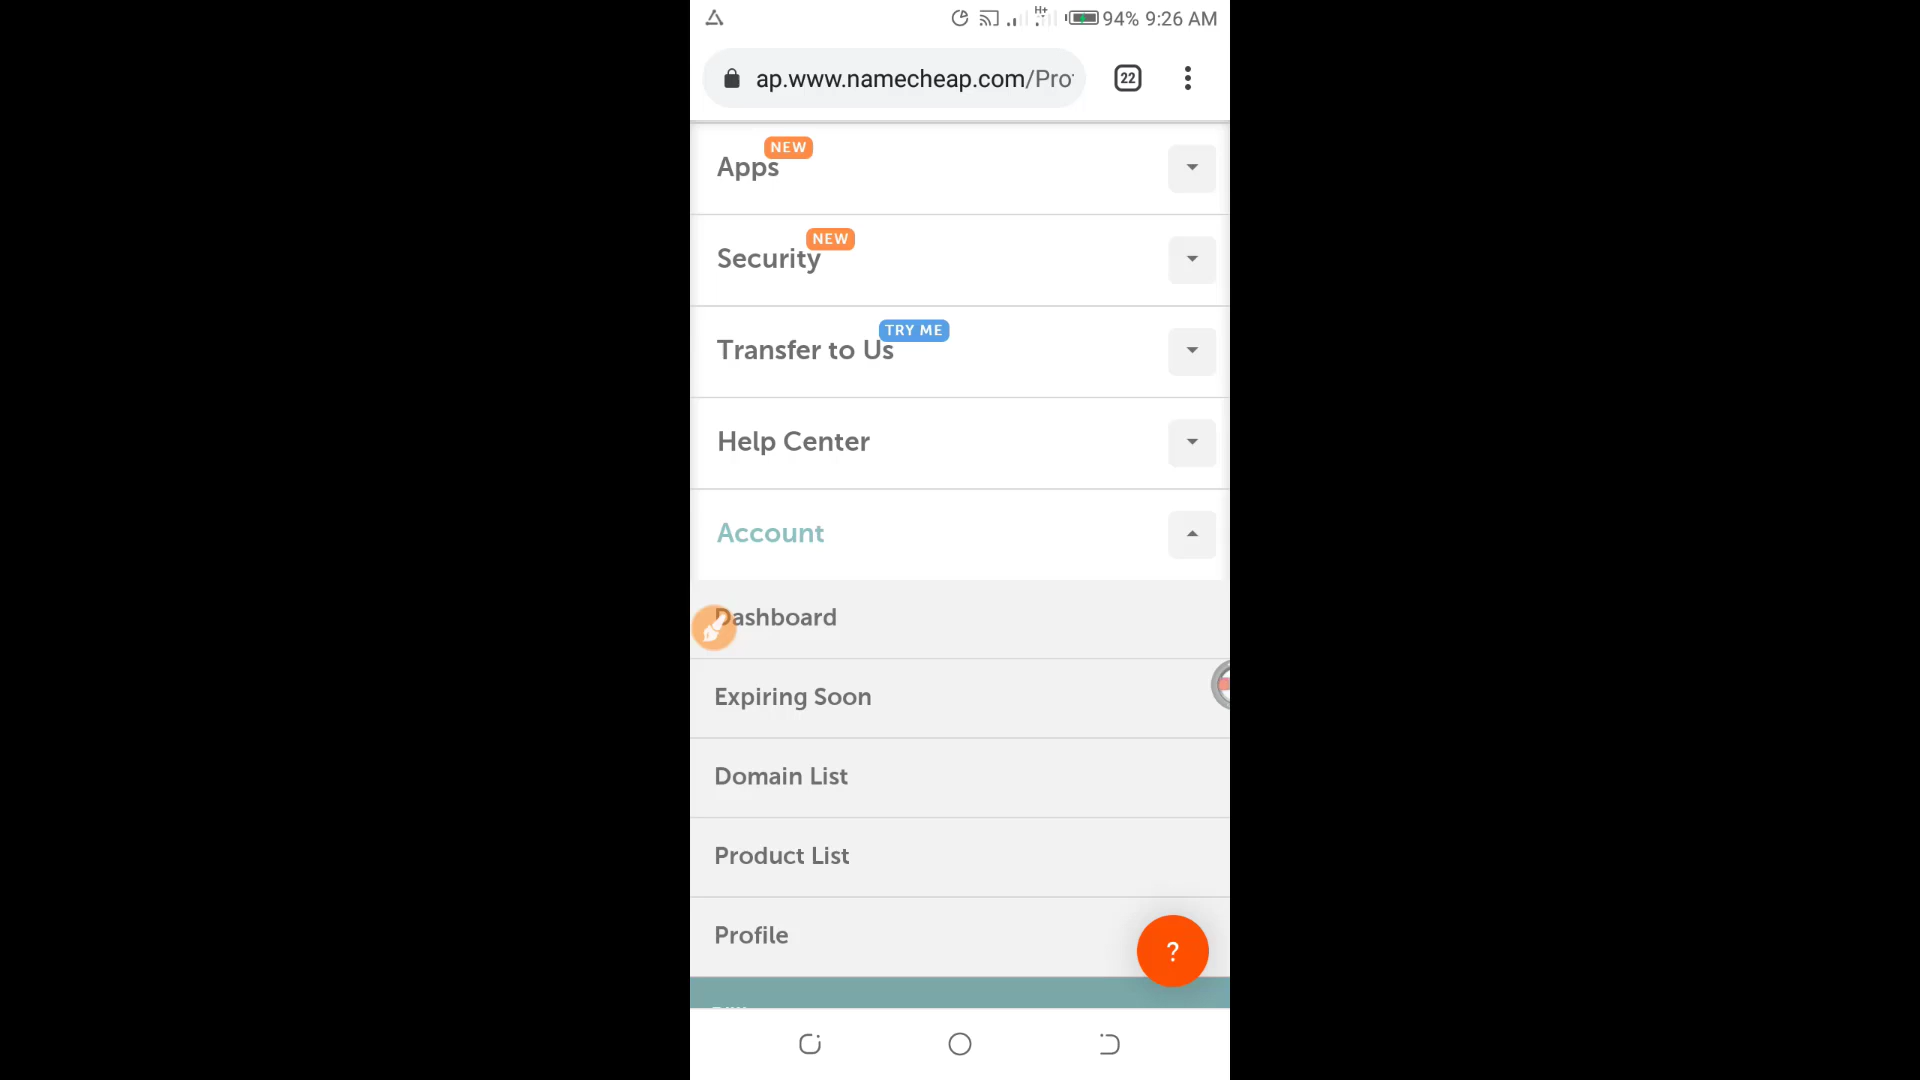 H+
94% 9:26 AM
ap.www.namecheap.com/Pro
22
NEW
Apps
NEW
Security
TRY ME
Transfer to Us
Help Center
Account
Dashboard
Expiring Soon
Domain List
Product List
Profile
?